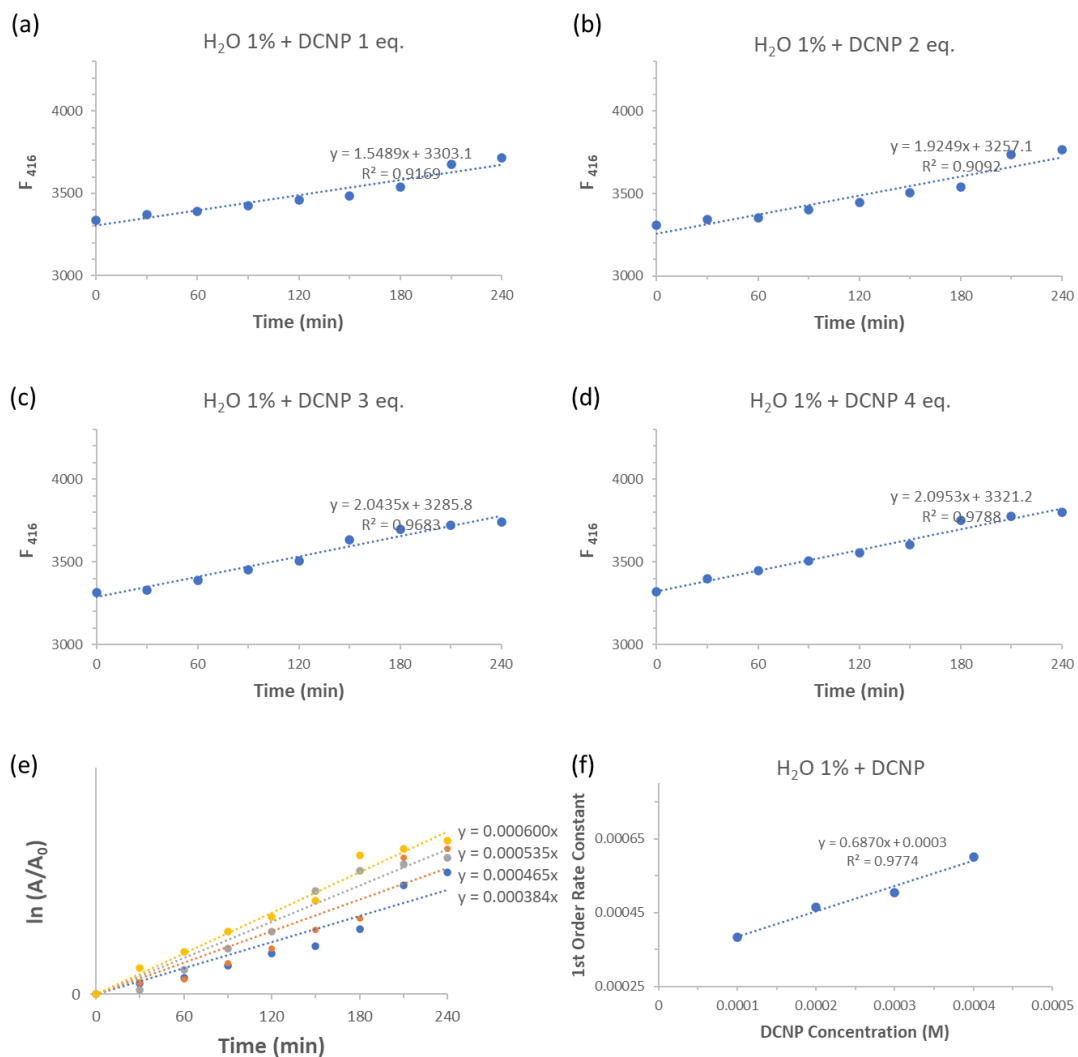 (a)
H₂O 1% + DCNP 1 eq.
4000
3500
3000
F 416
y = 1.5489x + 3303.1
R² = 0.9169
0 60 120 180 240
Time (min)
(b)
H₂O 1% + DCNP 2 eq.
4000
3500
3000
F 416
y = 1.9249x + 3257.1
R² = 0.9092
0 60 120 180 240
Time (min)
(c)
H₂O 1% + DCNP 3 eq.
4000
3500
3000
F 416
y = 2.0435x + 3285.8
R² = 0.9683
0 60 120 180 240
Time (min)
(d)
H₂O 1% + DCNP 4 eq.
4000
3500
3000
F 416
y = 2.0953x + 3321.2
R² = 0.9788
0 60 120 180 240
Time (min)
(e)
ln (A/A₀)
y = 0.000600x
y = 0.000535x
y = 0.000465x
y = 0.000384x
0
0 60 120 180 240
Time (min)
(f)
H₂O 1% + DCNP
1st Order Rate Constant
0.00065
0.00045
0.00025
y = 0.6870x + 0.0003
R² = 0.9774
0 0.0001 0.0002 0.0003 0.0004 0.0005
DCNP Concentration (M)